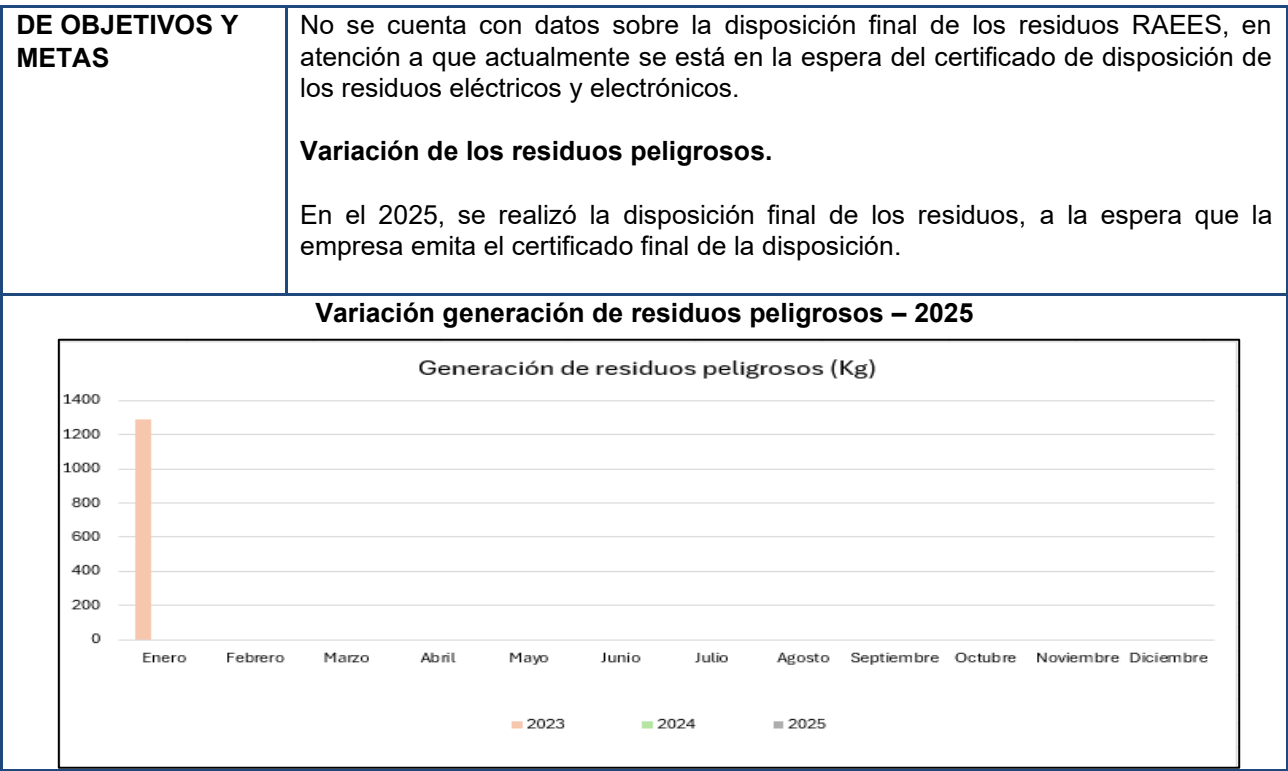 DE OBJETIVOS Y
METAS
No se cuenta con datos sobre la disposición final de los residuos RAEES, en
atención a que actualmente se está en la espera del certificado de disposición de
los residuos eléctricos y electrónicos.
Variación de los residuos peligrosos.
En el 2025, se realizó la disposición final de los residuos, a la espera que la
empresa emita el certificado final de la disposición.
Variación generación de residuos peligrosos – 2025
Generación de residuos peligrosos (Kg)
1400
1200
1000
800
600
400
200
0
Enero Febrero Marzo Abril Mayo Junio Julio Agosto Septiembre Octubre Noviembre Diciembre
2023 2024 2025